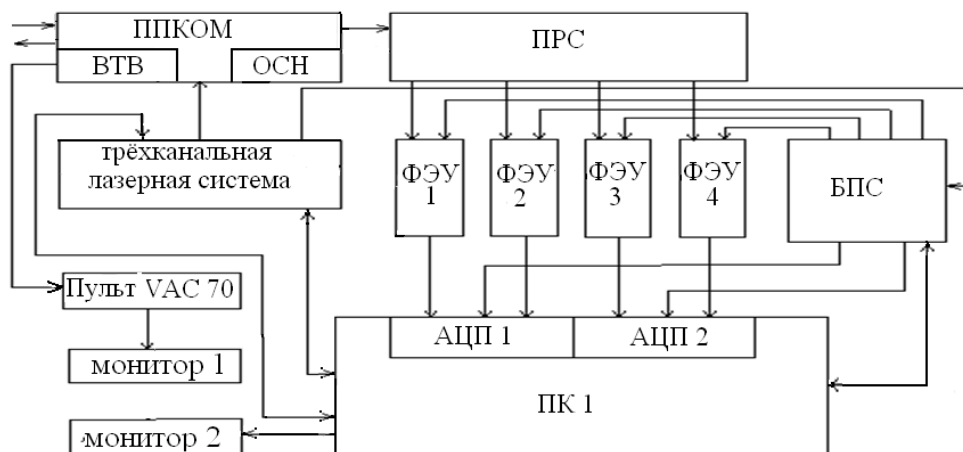 ППКОМ
ПРС
ВТВ
ОСН
трёхканальная
лазерная система
ФЭУ
1
ФЭУ
2
ФЭУ
3
ФЭУ
4
БПС
Пульт VAC 70
монитор 1
монитор 2
АЦП 1
АЦП 2
ПК 1